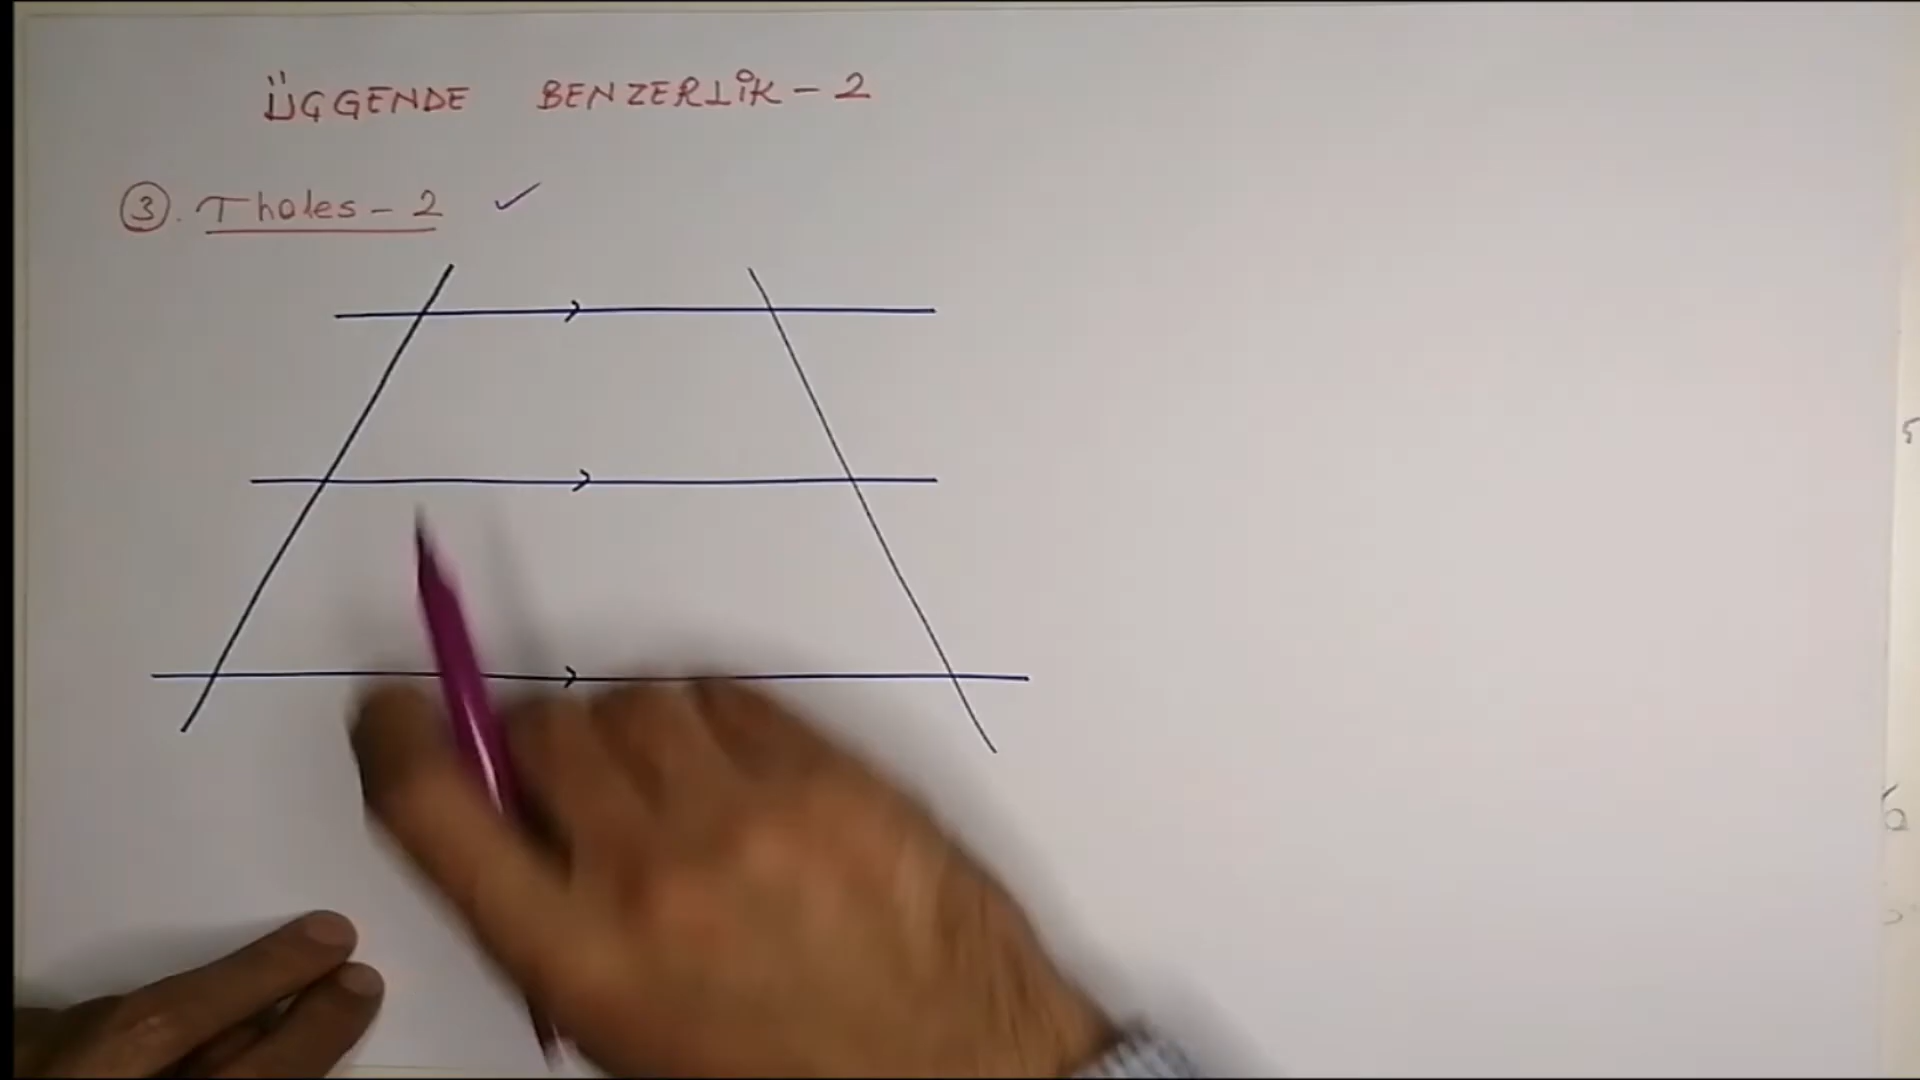 ÜÇGENDE BENZERLİK - 2
3. Thales - 2